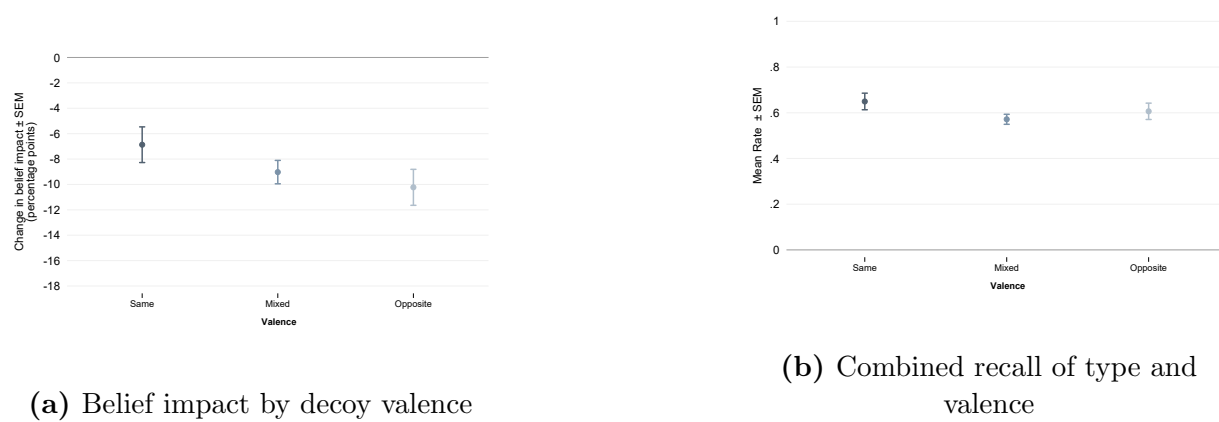 0
-2
-4
-6
-8
-10
-12
-14
-16
-18
Change in belief impact ± SEM
(percentage points)
Same Mixed Opposite
Valence
(a) Belief impact by decoy valence
1
.8
.6
.4
.2
0
Mean Rate ± SEM
Same Mixed Opposite
Valence
(b) Combined recall of type and
valence